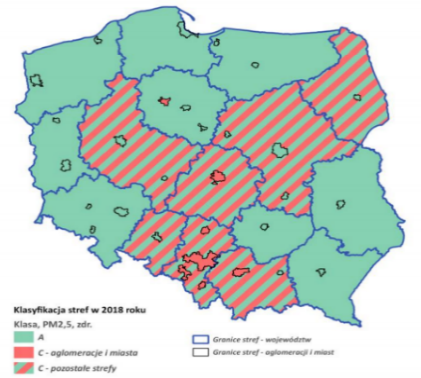 Klasyfikacja stref w 2018 roku
Klasa, PM2,5, zdr.
A
C - aglomeracje i miasta
C - pozostałe strefy
Granice stref - województw
Granice stref - aglomeracji i miast